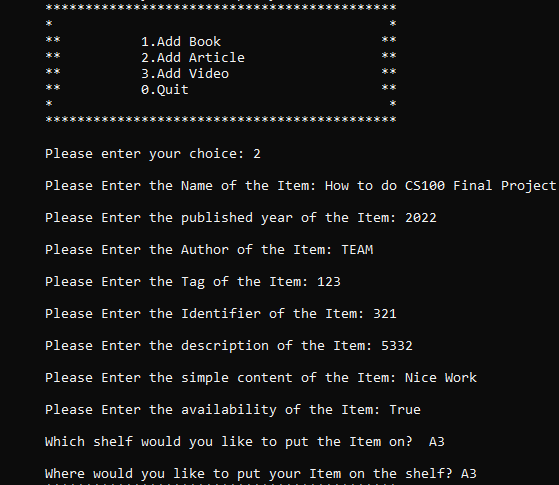 ********************************************
*                                          *
**          1.Add Book                    **
**          2.Add Article                 **
**          3.Add Video                   **
**          0.Quit                        **
*                                          *
********************************************
Please enter your choice: 2
Please Enter the Name of the Item: How to do CS100 Final Project
Please Enter the published year of the Item: 2022
Please Enter the Author of the Item: TEAM
Please Enter the Tag of the Item: 123
Please Enter the Identifier of the Item: 321
Please Enter the description of the Item: 5332
Please Enter the simple content of the Item: Nice Work
Please Enter the availability of the Item: True
Which shelf would you like to put the Item on?  A3
Where would you like to put your Item on the shelf? A3